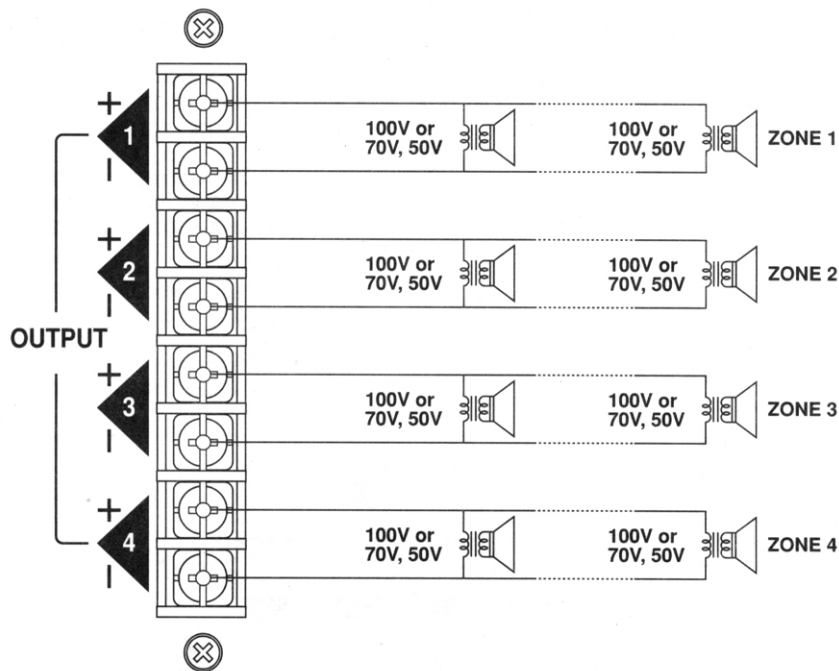 +
1
−
100V or
70V, 50V
100V or
70V, 50V
ZONE 1
+
2
−
100V or
70V, 50V
100V or
70V, 50V
ZONE 2
OUTPUT
+
3
−
100V or
70V, 50V
100V or
70V, 50V
ZONE 3
+
4
−
100V or
70V, 50V
100V or
70V, 50V
ZONE 4